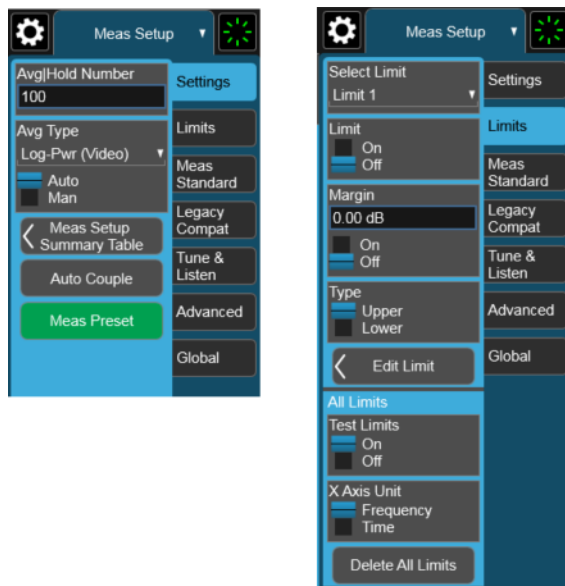 Meas Setup
Avg|Hold Number
100
Avg Type
Log-Pwr (Video)
Auto
Man
Meas Setup
Summary Table
Auto Couple
Meas Preset
Settings
Limits
Meas
Standard
Legacy
Compat
Tune &
Listen
Advanced
Global
Meas Setup
Select Limit
Limit 1
Limit
On
Off
Margin
0.00 dB
On
Off
Type
Upper
Lower
Edit Limit
All Limits
Test Limits
On
Off
X Axis Unit
Frequency
Time
Delete All Limits
Settings
Limits
Meas
Standard
Legacy
Compat
Tune &
Listen
Advanced
Global